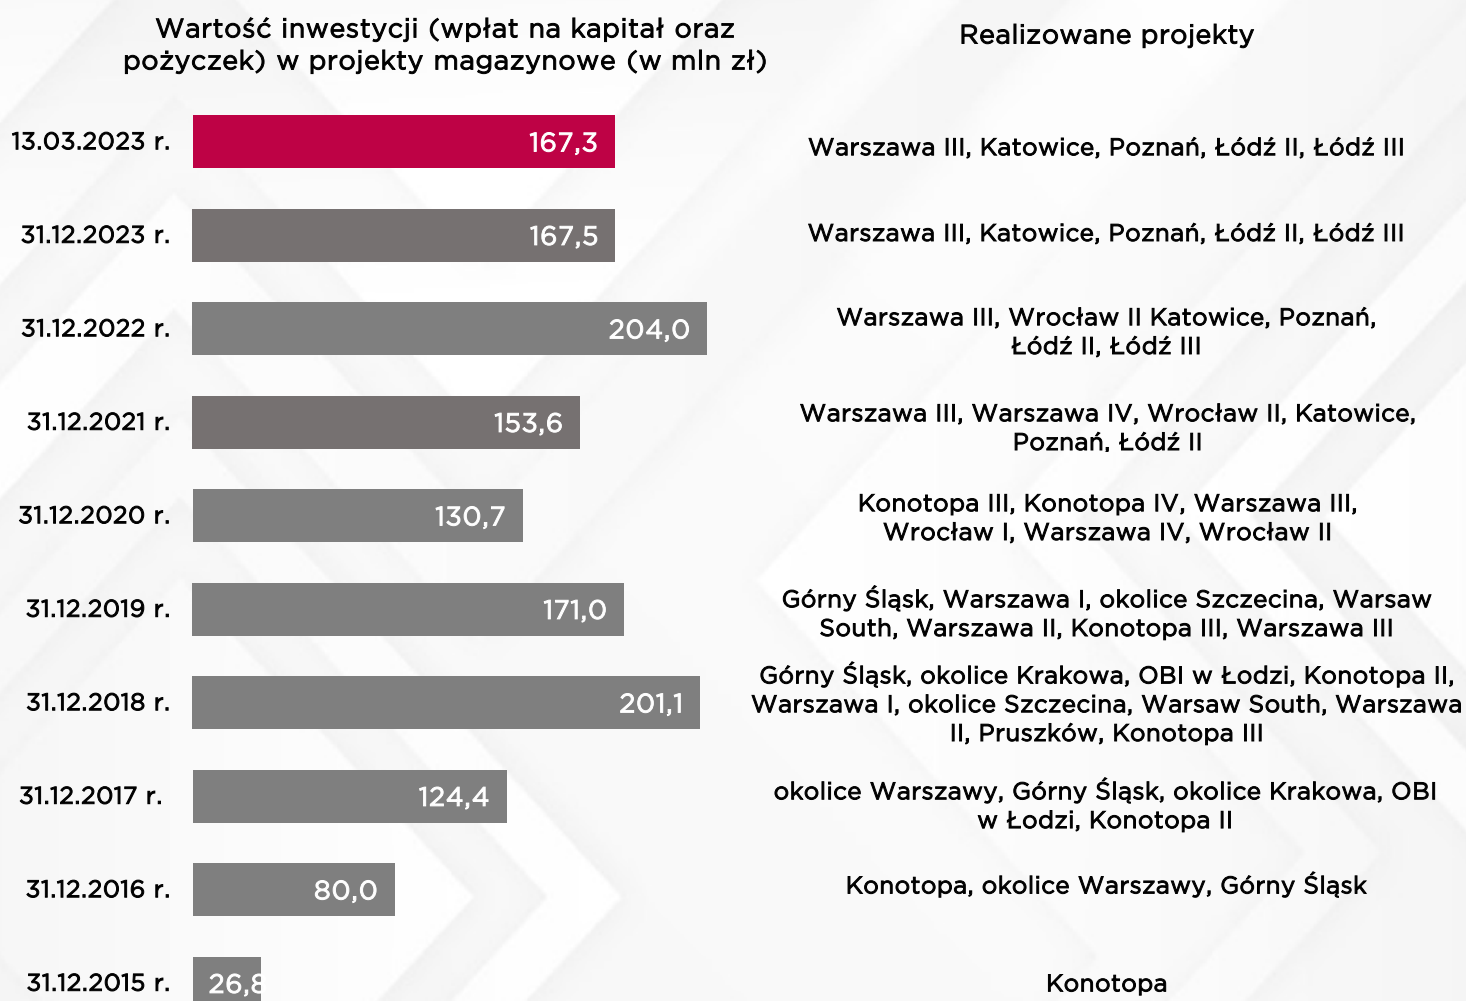 Wartość inwestycji (wpłat na kapitał oraz
pożyczek) w projekty magazynowe (w mln zł)
Realizowane projekty
13.03.2023 r.
167,3
Warszawa III, Katowice, Poznań, Łódź II, Łódź III
31.12.2023 r.
167,5
Warszawa III, Katowice, Poznań, Łódź II, Łódź III
31.12.2022 r.
204,0
Warszawa III, Wrocław II Katowice, Poznań,
Łódź II, Łódź III
31.12.2021 r.
153,6
Warszawa III, Warszawa IV, Wrocław II, Katowice,
Poznań, Łódź II
31.12.2020 r.
130,7
Konotopa III, Konotopa IV, Warszawa III,
Wrocław I, Warszawa IV, Wrocław II
31.12.2019 r.
171,0
Górny Śląsk, Warszawa I, okolice Szczecina, Warsaw
South, Warszawa II, Konotopa III, Warszawa III
31.12.2018 r.
201,1
Górny Śląsk, okolice Krakowa, OBI w Łodzi, Konotopa II,
Warszawa I, okolice Szczecina, Warsaw South, Warszawa
II, Pruszków, Konotopa III
31.12.2017 r.
124,4
okolice Warszawy, Górny Śląsk, okolice Krakowa, OBI
w Łodzi, Konotopa II
31.12.2016 r.
80,0
Konotopa, okolice Warszawy, Górny Śląsk
31.12.2015 r.
26,8
Konotopa